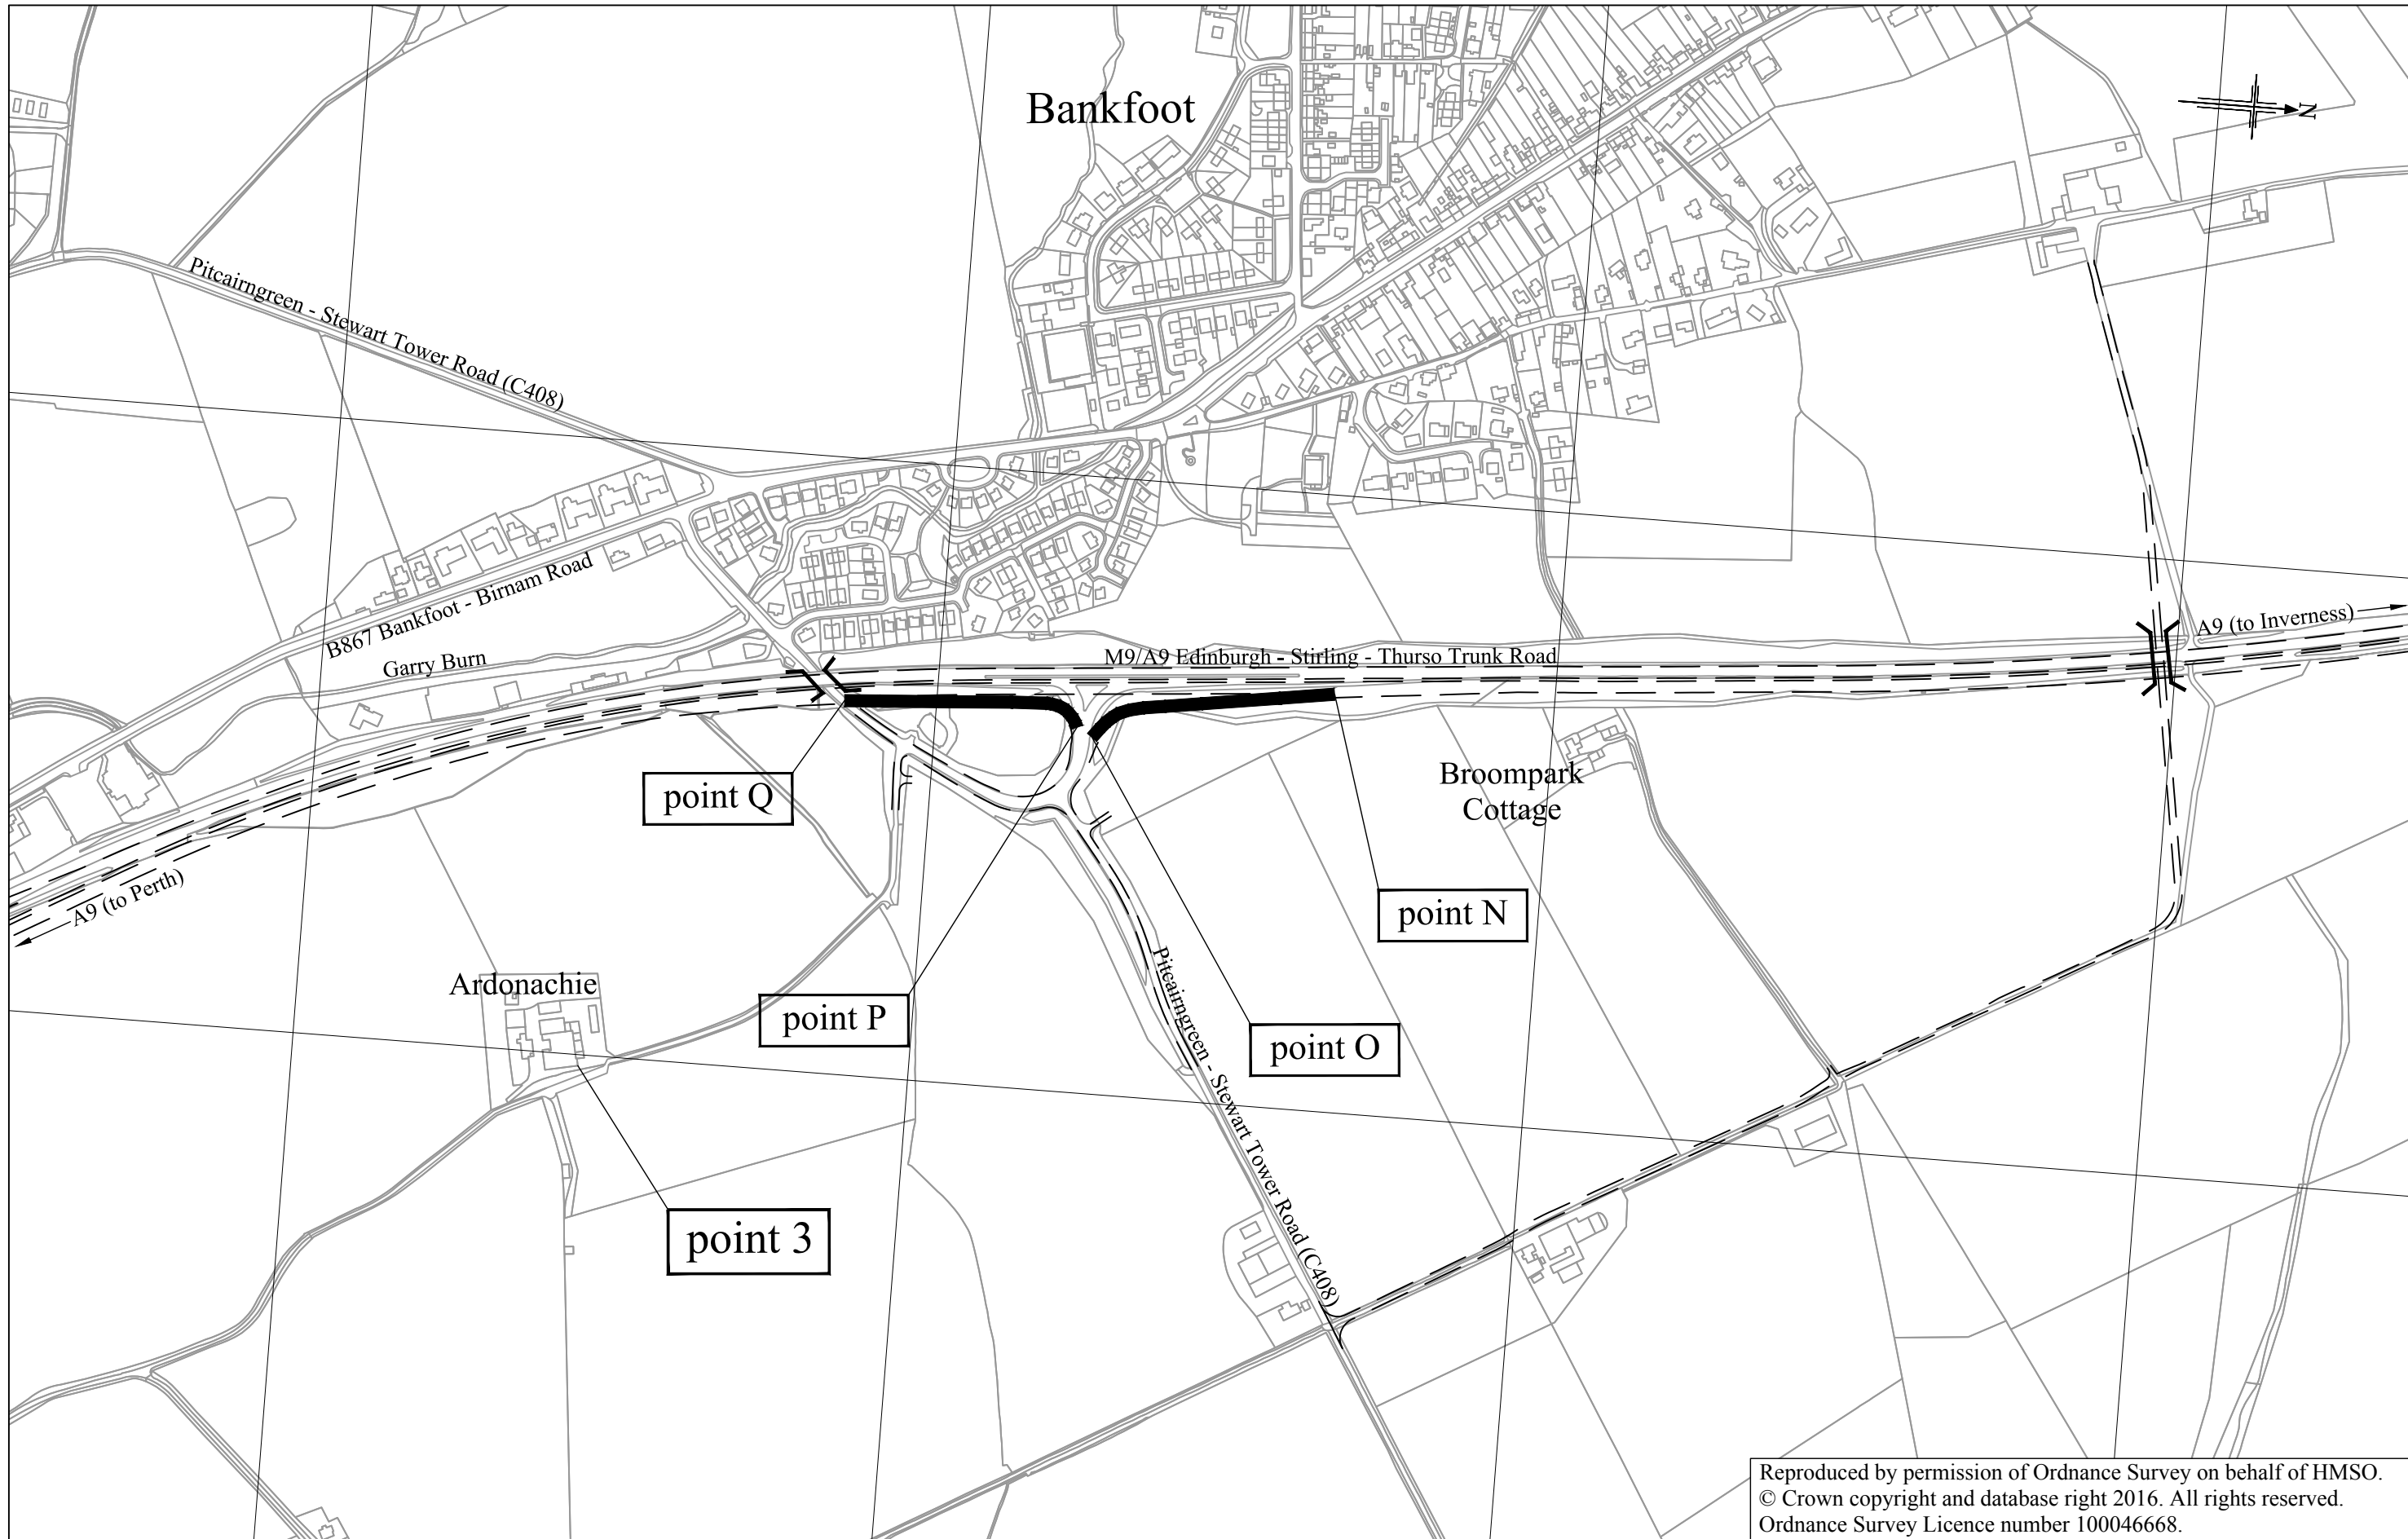 Bankfoot
N
Pitcairngreen - Stewart Tower Road (C408)
B867 Bankfoot - Birnam Road
Garry Burn
M9/A9 Edinburgh - Stirling - Thurso Trunk Road
A9 (to Inverness)
point Q
Broompark
Cottage
A9 (to Perth)
point N
Ardonachie
point P
point O
Pitcairngreen - Stewart Tower Road (C408)
point 3
Reproduced by permission of Ordnance Survey on behalf of HMSO.
© Crown copyright and database right 2016. All rights reserved.
Ordnance Survey Licence number 100046668.